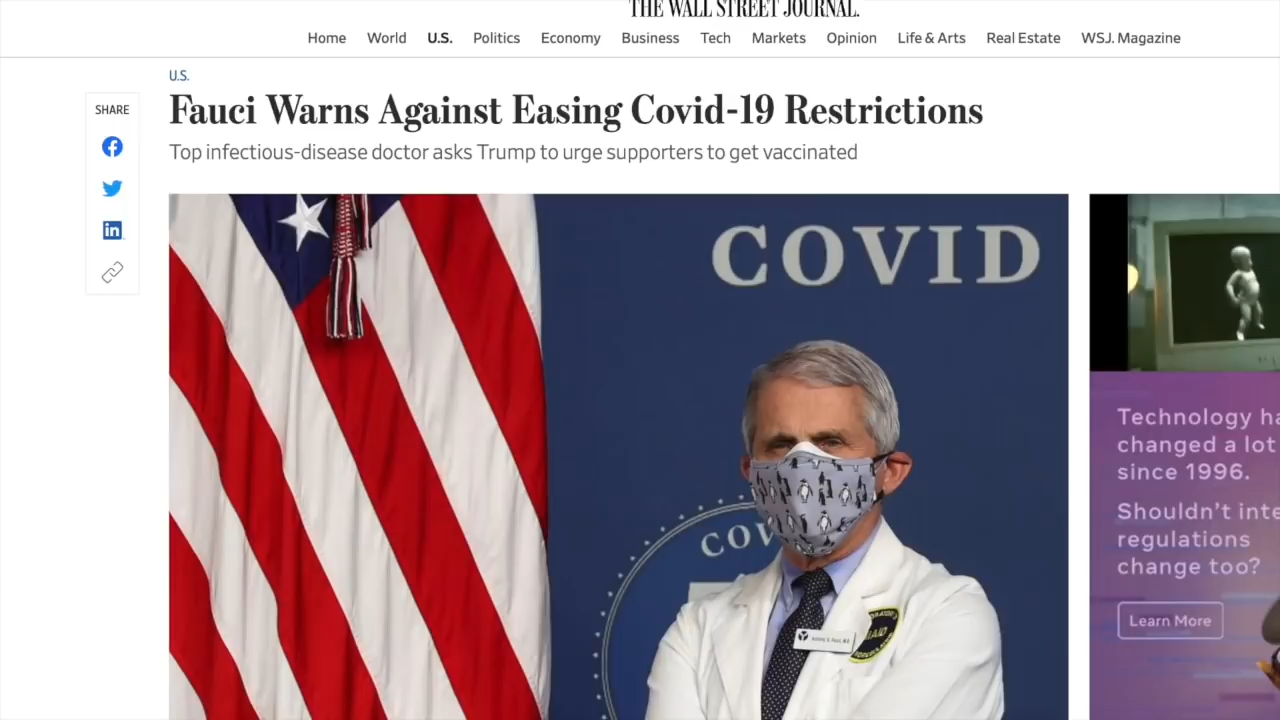 THE WALL STREET JOURNAL.
Home World U.S. Politics Economy Business Tech Markets Opinion Life & Arts Real Estate WSJ. Magazine
U.S.
SHARE
Fauci Warns Against Easing Covid-19 Restrictions
Top infectious-disease doctor asks Trump to urge supporters to get vaccinated
COVID
COV
Technology ha
changed a lot
since 1996.
Shouldn't inte
regulations
change too?
Learn More